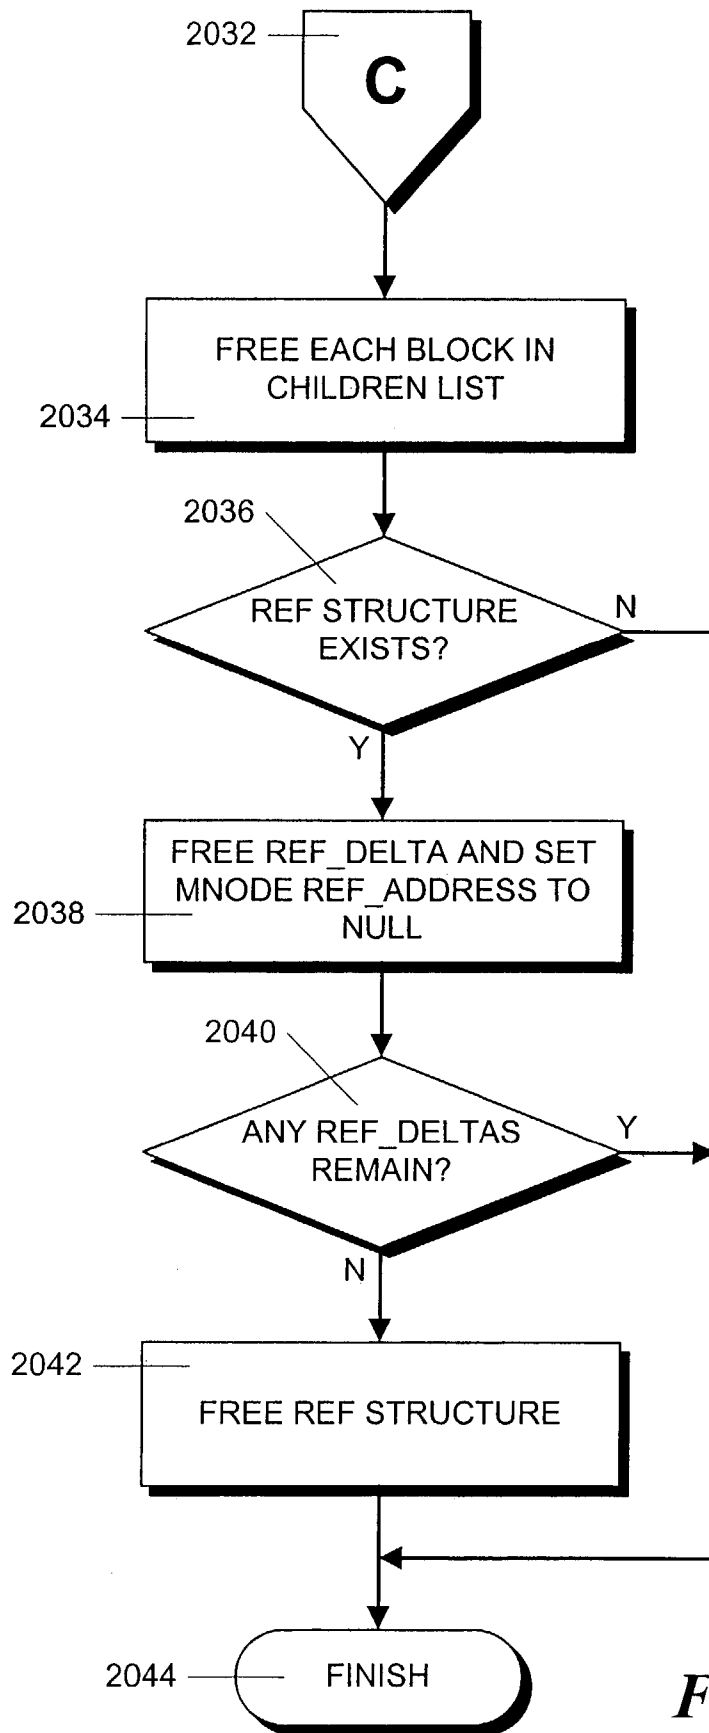 2032
C
FREE EACH BLOCK IN
CHILDREN LIST
2034
2036
REF STRUCTURE
EXISTS?
N
Y
FREE REF_DELTA AND SET
MNODE REF_ADDRESS TO
NULL
2038
2040
ANY REF_DELTAS
REMAIN?
Y
N
2042
FREE REF STRUCTURE
2044
FINISH
F